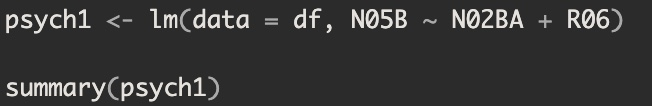 psych1 <- lm(data = df, N05B ~ N02BA + R06)
summary(psych1)